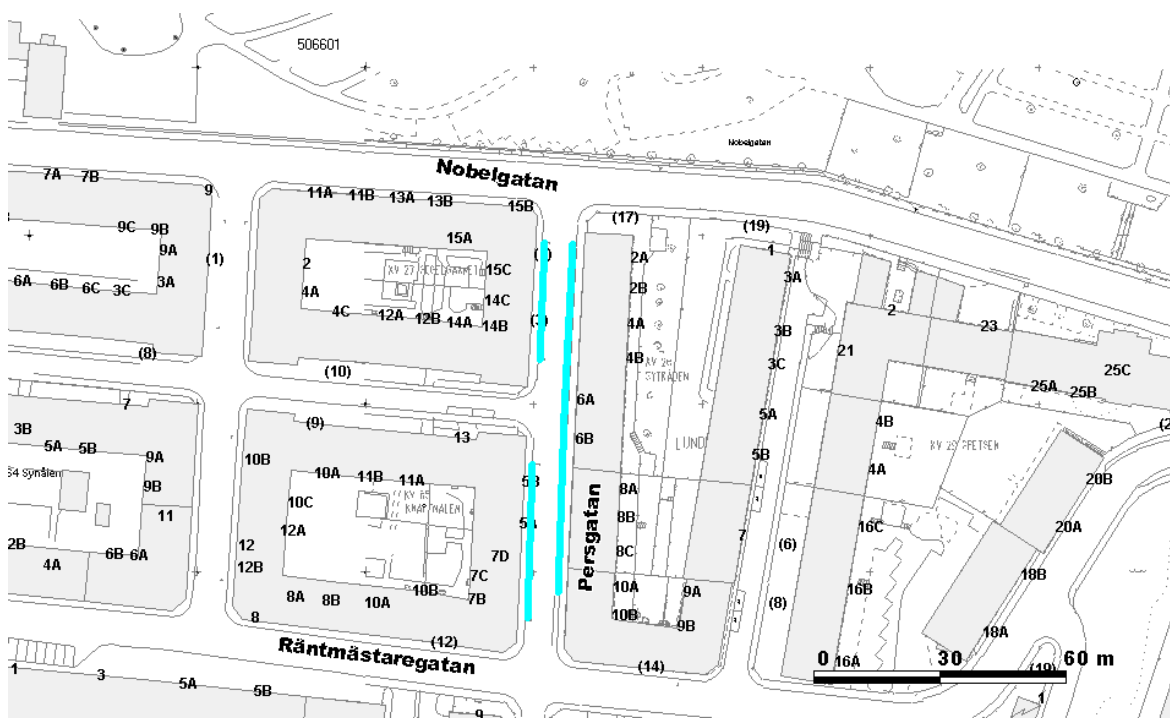 506601
Nobelgatan
Nobelgatan
7A 7B 9 11A 11B 13A 13B 15B (17) (19)
9C 9B 9A (1) 15A
2 15C 2A 1
KV 27
6A 6B 6C 3C 3A 4A 4C 12A 12B 14A 14B 14C (3) 2B 3A
4A 3B 2 23
(8) (10) 4B 3C 21 25C
KV 26
SYTRÅDEN
25A 25B
7 6A
3B 5A 5B 9A (9) 13 6B LUND 5A 4B
KV 29 SPETSEN
54 synålen 9B 10B 10A 11B 11A 5B 5B 4A 20B
KV 65
KNAPPNÅLEN
11 10C 12A 5A 8A 8B 16C 20A
2B 4A 6B 6A 12 12B 7D 8C 7 (6)
Persgatan
7C 10A 9A 18B
8 8A 8B 10A 10B 7B 10B 9B (8) 16B 18A
Räntmästaregatan
(12) (14) 16A (19)
0 30 60 m
1 3 5A 5B 9 1